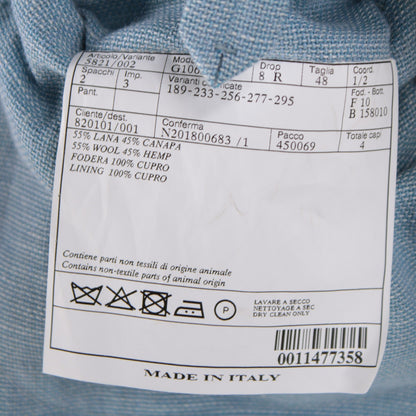 Articolo/Variante Drop Taglia Coord.
5821/002 8 R 48 1/2
Spacchi Imp.
2 3 189-233-256-277-295
Pant. Fod. - Bott.
F 10
B 158010
Cliente/dest. Conferma Pacco Totale capi
820101/001 N201800683 /1 450069 4
55% LANA 45% CANAPA
55% WOOL 45% HEMP
FODERA 100% CUPRO
LINING 100% CUPRO
Contiene parti non tessili di origine animale
Contains non-textile parts of animal origin
P
LAVARE A SECCO
NETTOYAGE A SEC
DRY CLEAN ONLY
0011477358
MADE IN ITALY